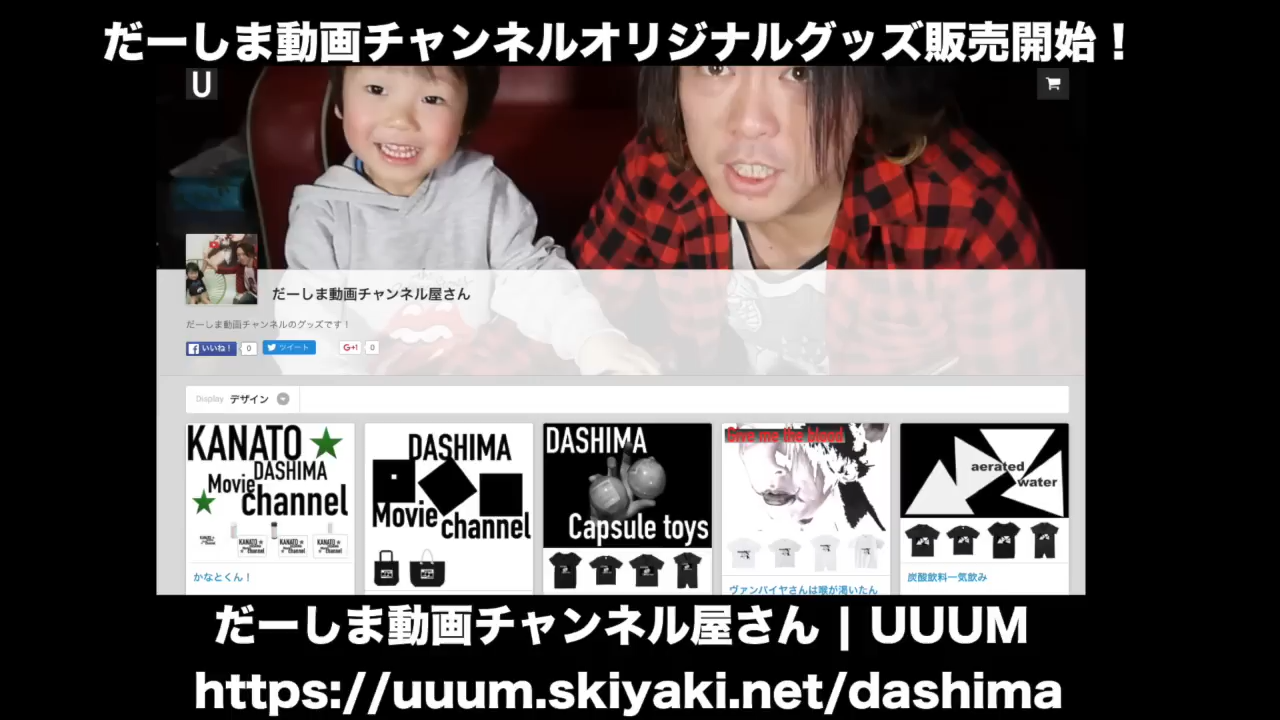 だーしま動画チャンネルオリジナルグッズ販売開始！
U
だーしま動画チャンネル屋さん
だーしま動画チャンネルのグッズです！
いいね！ 0 ツイート G+1 0
Display デザイン
KANATO
DASHIMA
Movie
channel
かなとくん！
DASHIMA
Movie channel
DASHIMA
Capsule toys
Give me the blood
ヴァンパイヤさんは喉が渇いたん
aerated
water
炭酸飲料一気飲み
だーしま動画チャンネル屋さん | UUUM
https://uuum.skiyaki.net/dashima